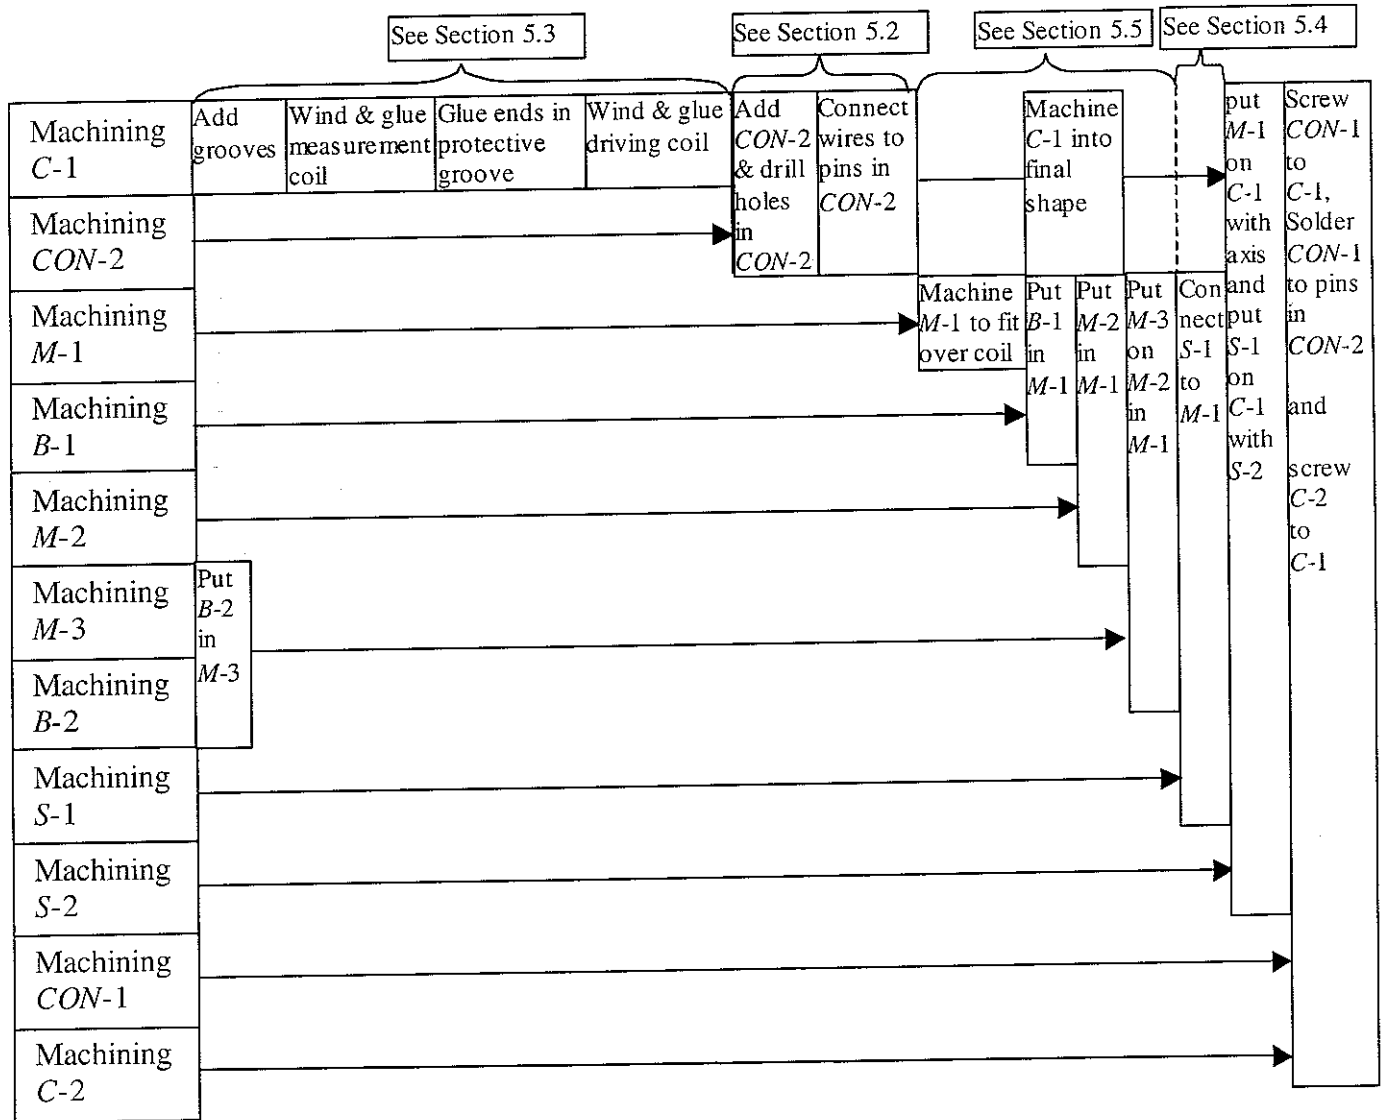 See Section 5.3
See Section 5.2
See Section 5.5
See Section 5.4
Machining
C-1
Add
grooves
Wind & glue
measurement
coil
Glue ends in
protective
groove
Wind & glue
driving coil
Add
CON-2
& drill
holes
in
CON-2
Connect
wires to
pins in
CON-2
Machine
C-1 into
final
shape
put
M-1
on
C-1
with
axis
and
put
S-1
on
C-1
with
S-2
Screw
CON-1
to
C-1,
Solder
CON-1
to pins
in
CON-2
and
screw
C-2
to
C-1
Machining
CON-2
Machining
M-1
Machine
M-1 to fit
over coil
Put
B-1
in
M-1
Put
M-2
in
M-1
Put
M-3
on
M-2
in
M-1
Con
nect
S-1
to
M-1
Machining
B-1
Machining
M-2
Machining
M-3
Put
B-2
in
M-3
Machining
B-2
Machining
S-1
Machining
S-2
Machining
CON-1
Machining
C-2